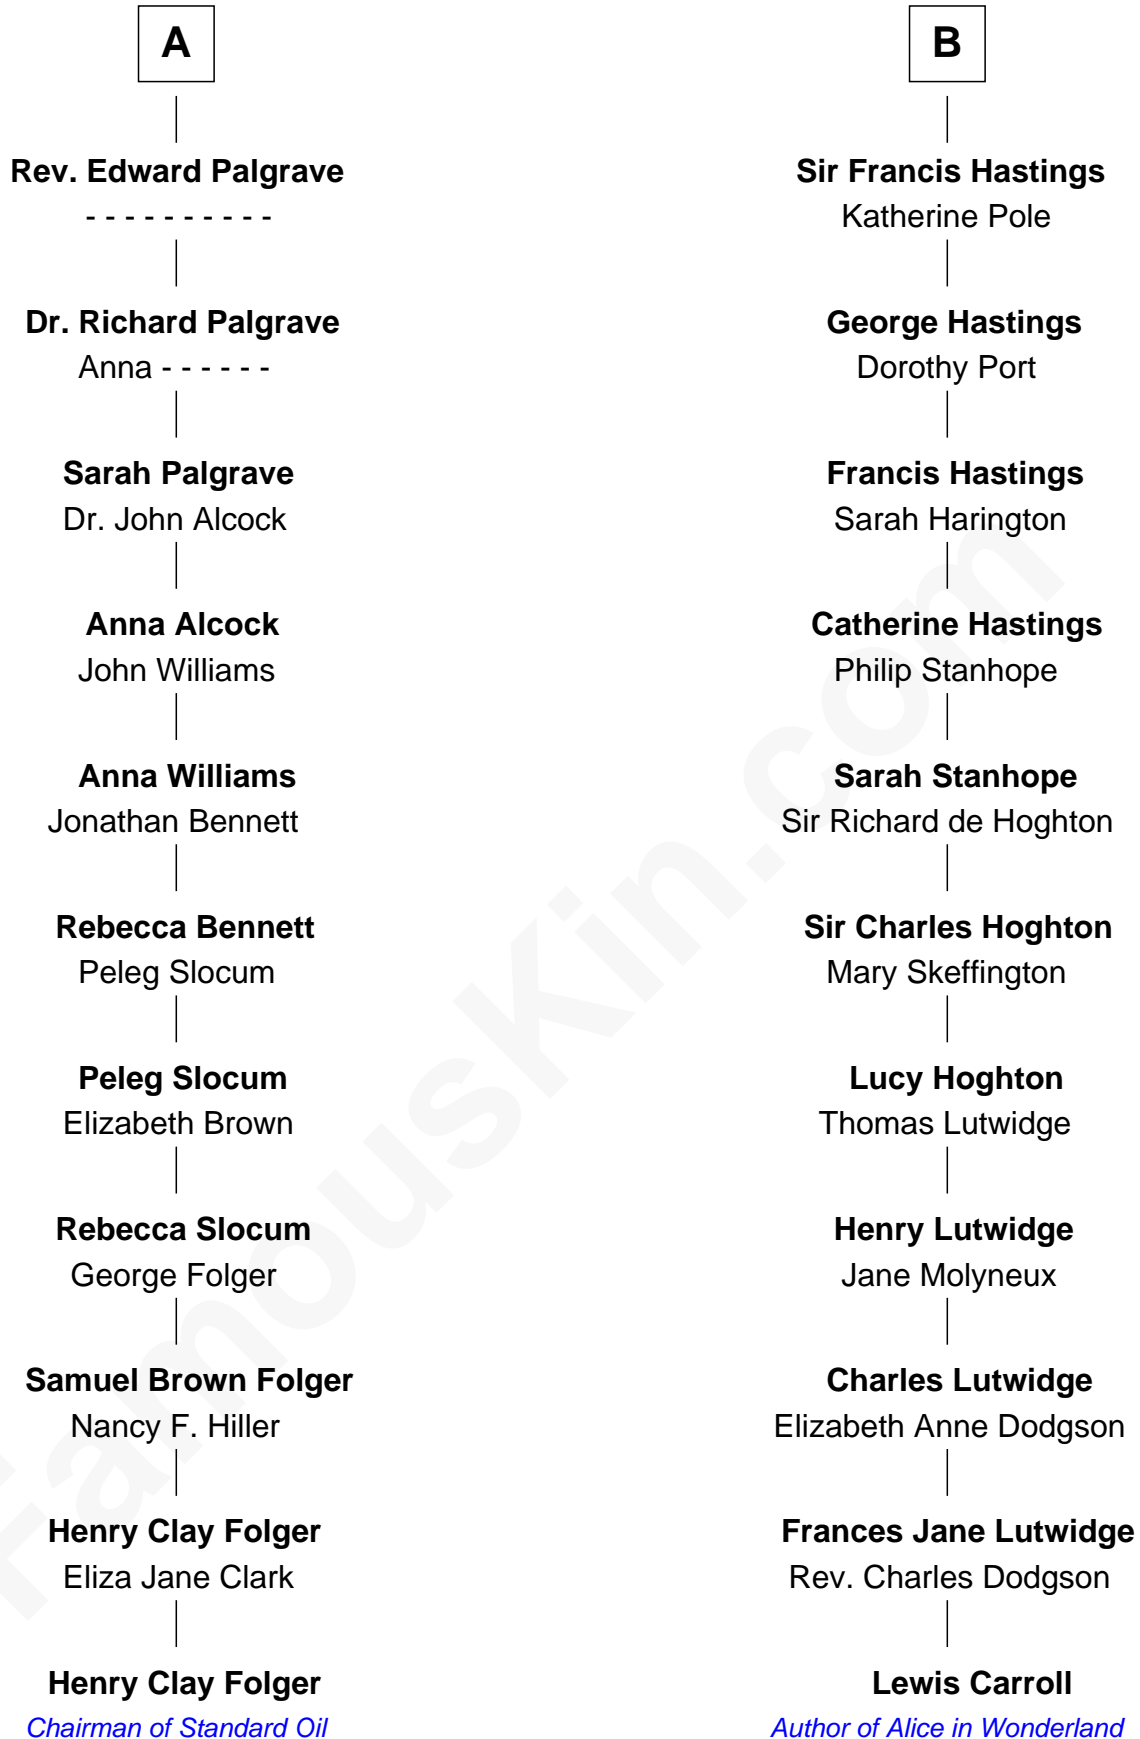 A
Rev. Edward Palgrave
- - - - - - - - - -
Dr. Richard Palgrave
Anna - - - - - -
Sarah Palgrave
Dr. John Alcock
Anna Alcock
John Williams
Anna Williams
Jonathan Bennett
Rebecca Bennett
Peleg Slocum
Peleg Slocum
Elizabeth Brown
Rebecca Slocum
George Folger
Samuel Brown Folger
Nancy F. Hiller
Henry Clay Folger
Eliza Jane Clark
Henry Clay Folger
Chairman of Standard Oil
B
Sir Francis Hastings
Katherine Pole
George Hastings
Dorothy Port
Francis Hastings
Sarah Harington
Catherine Hastings
Philip Stanhope
Sarah Stanhope
Sir Richard de Hoghton
Sir Charles Hoghton
Mary Skeffington
Lucy Hoghton
Thomas Lutwidge
Henry Lutwidge
Jane Molyneux
Charles Lutwidge
Elizabeth Anne Dodgson
Frances Jane Lutwidge
Rev. Charles Dodgson
Lewis Carroll
Author of Alice in Wonderland
FamousKin.com